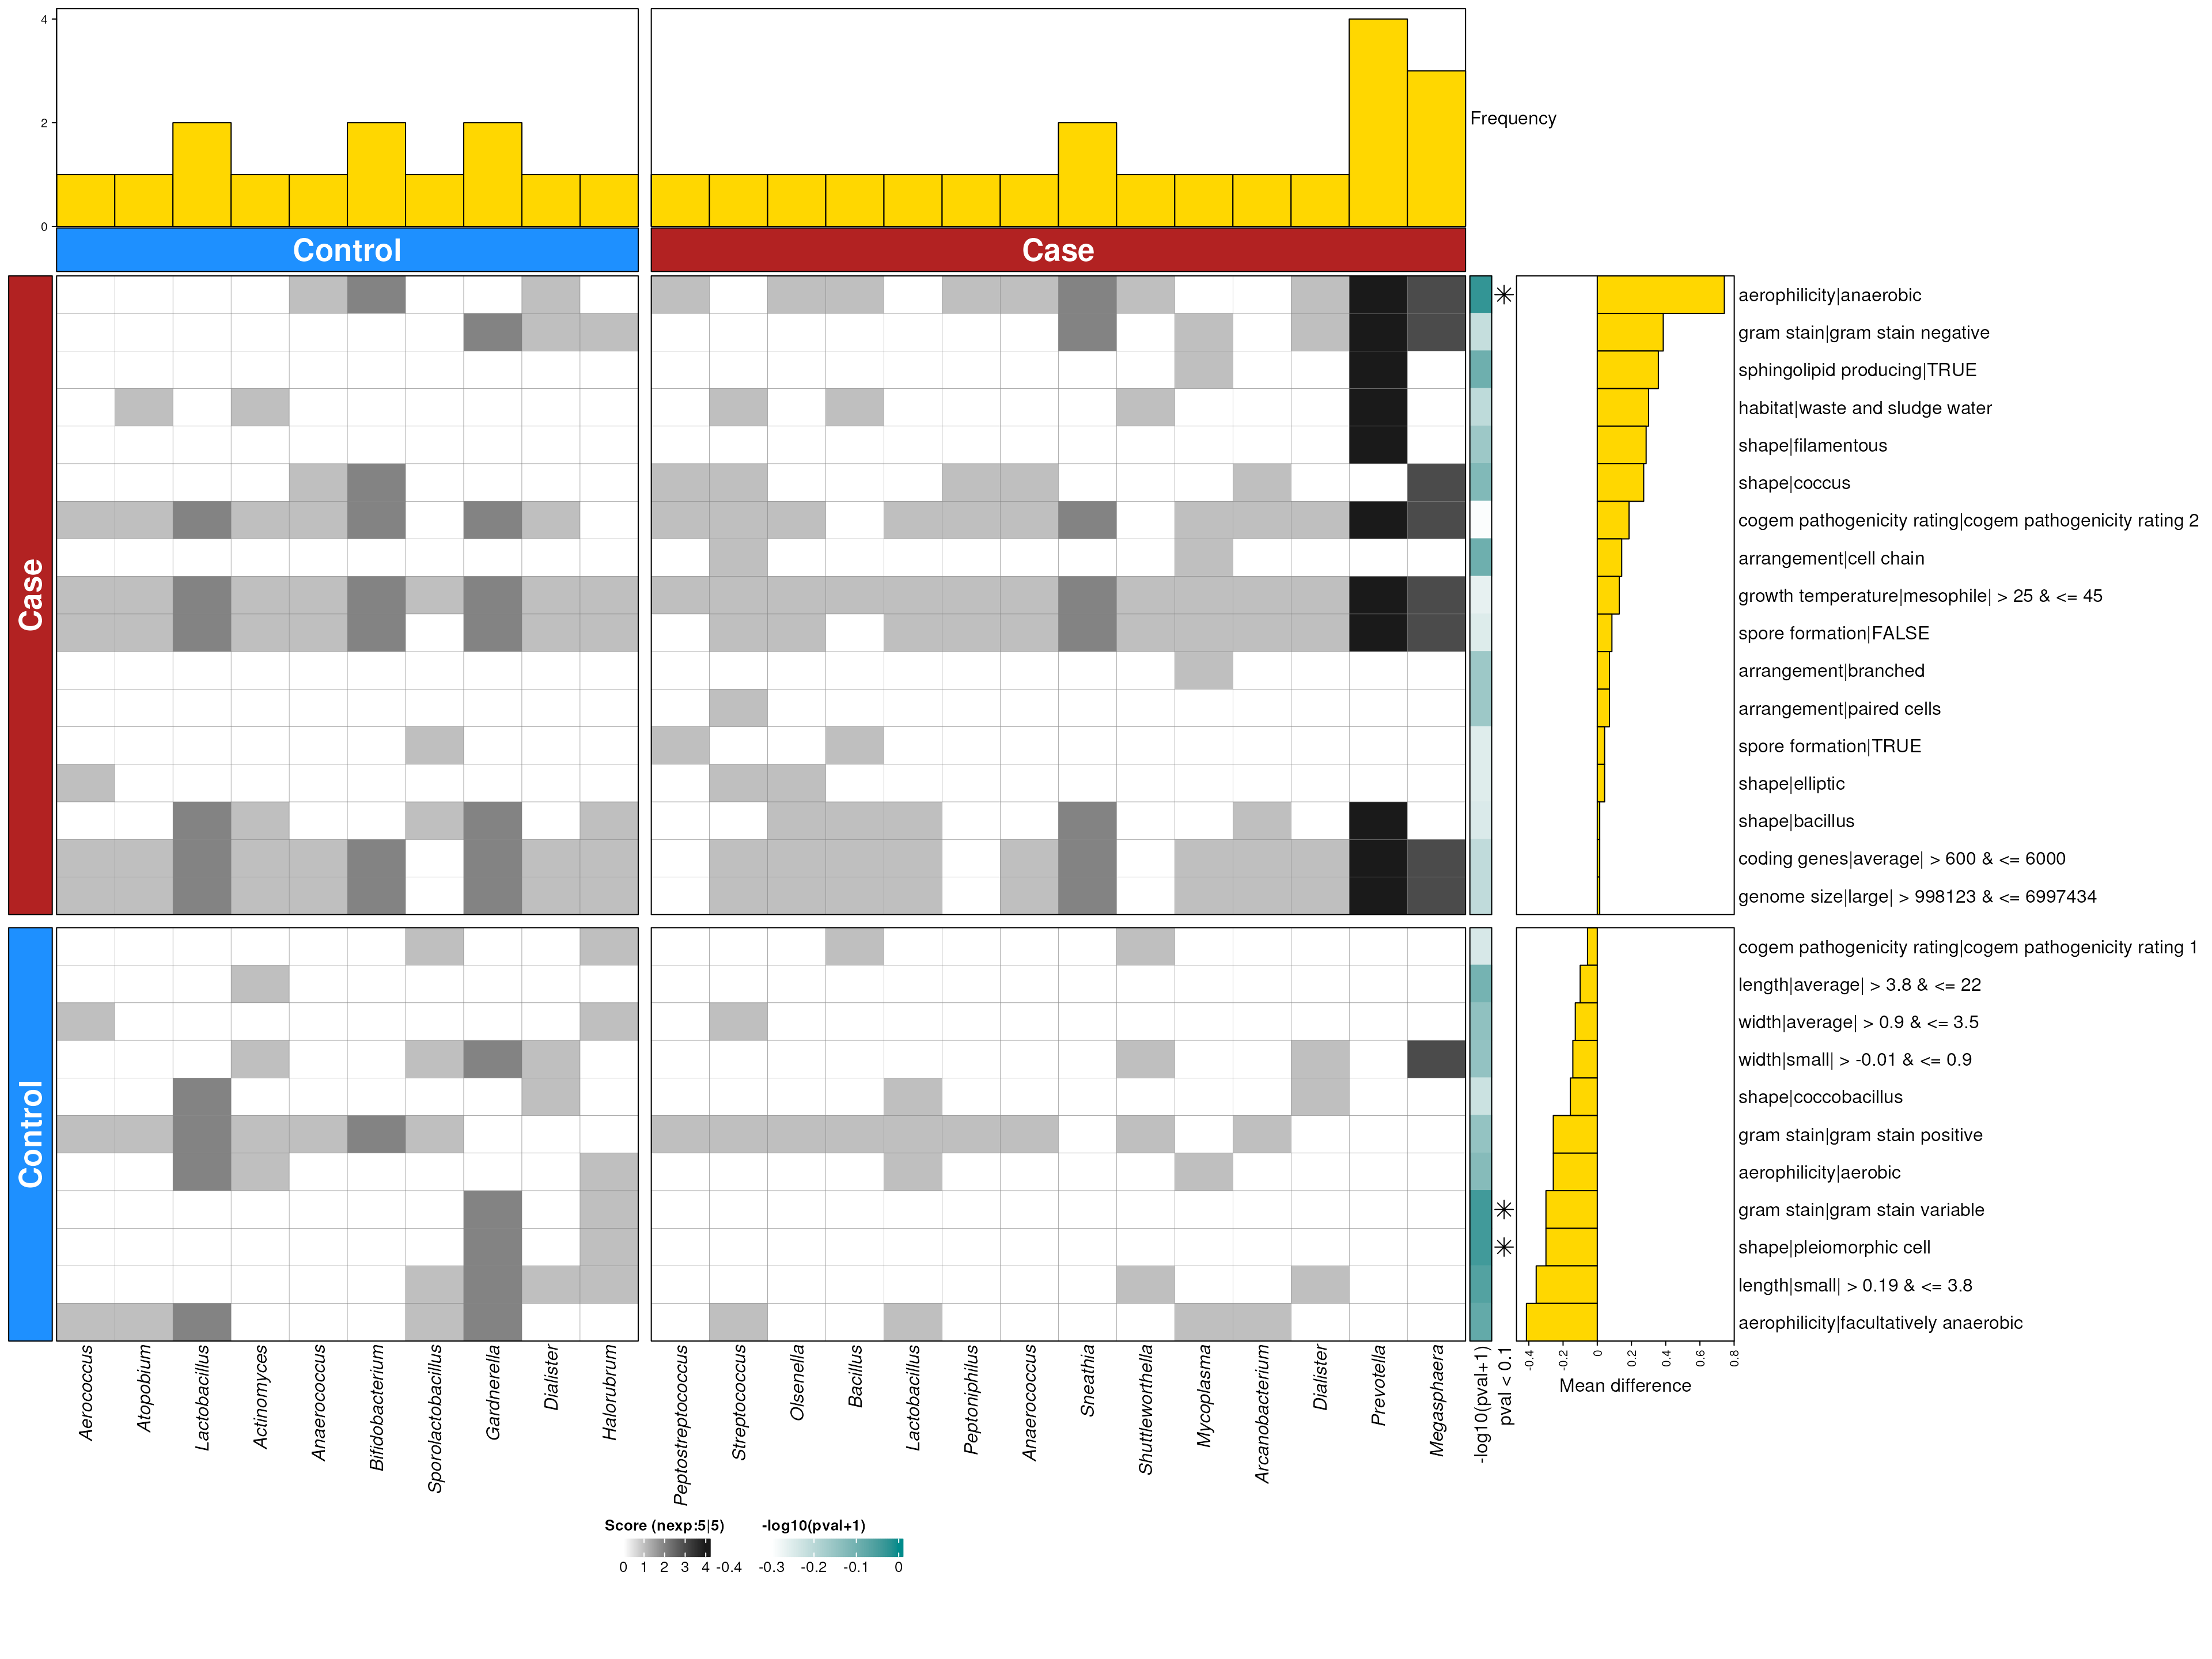 4
2
0
Frequency
Control
Case
Case
aerophilicity|anaerobic
gram stain|gram stain negative
sphingolipid producing|TRUE
habitat|waste and sludge water
shape|filamentous
shape|coccus
cogem pathogenicity rating|cogem pathogenicity rating 2
arrangement|cell chain
growth temperature|mesophile| > 25 & <= 45
spore formation|FALSE
arrangement|branched
arrangement|paired cells
spore formation|TRUE
shape|elliptic
shape|bacillus
coding genes|average| > 600 & <= 6000
genome size|large| > 998123 & <= 6997434
Control
cogem pathogenicity rating|cogem pathogenicity rating 1
length|average| > 3.8 & <= 22
width|average| > 0.9 & <= 3.5
width|small| > -0.01 & <= 0.9
shape|coccobacillus
gram stain|gram stain positive
aerophilicity|aerobic
gram stain|gram stain variable
shape|pleiomorphic cell
length|small| > 0.19 & <= 3.8
aerophilicity|facultatively anaerobic
Aerococcus
Atopobium
Lactobacillus
Actinomyces
Anaerococcus
Bifidobacterium
Sporolactobacillus
Gardnerella
Dialister
Halorubrum
Peptostreptococcus
Streptococcus
Olsenella
Bacillus
Lactobacillus
Peptoniphilus
Anaerococcus
Sneathia
Shuttleworthella
Mycoplasma
Arcanobacterium
Dialister
Prevotella
Megasphaera
-log10(pval+1)
pval < 0.1
-0.4 -0.2 0 0.2 0.4 0.6 0.8
Mean difference
Score (nexp:5|5)
0 1 2 3 4
-log10(pval+1)
-0.4 -0.3 -0.2 -0.1 0